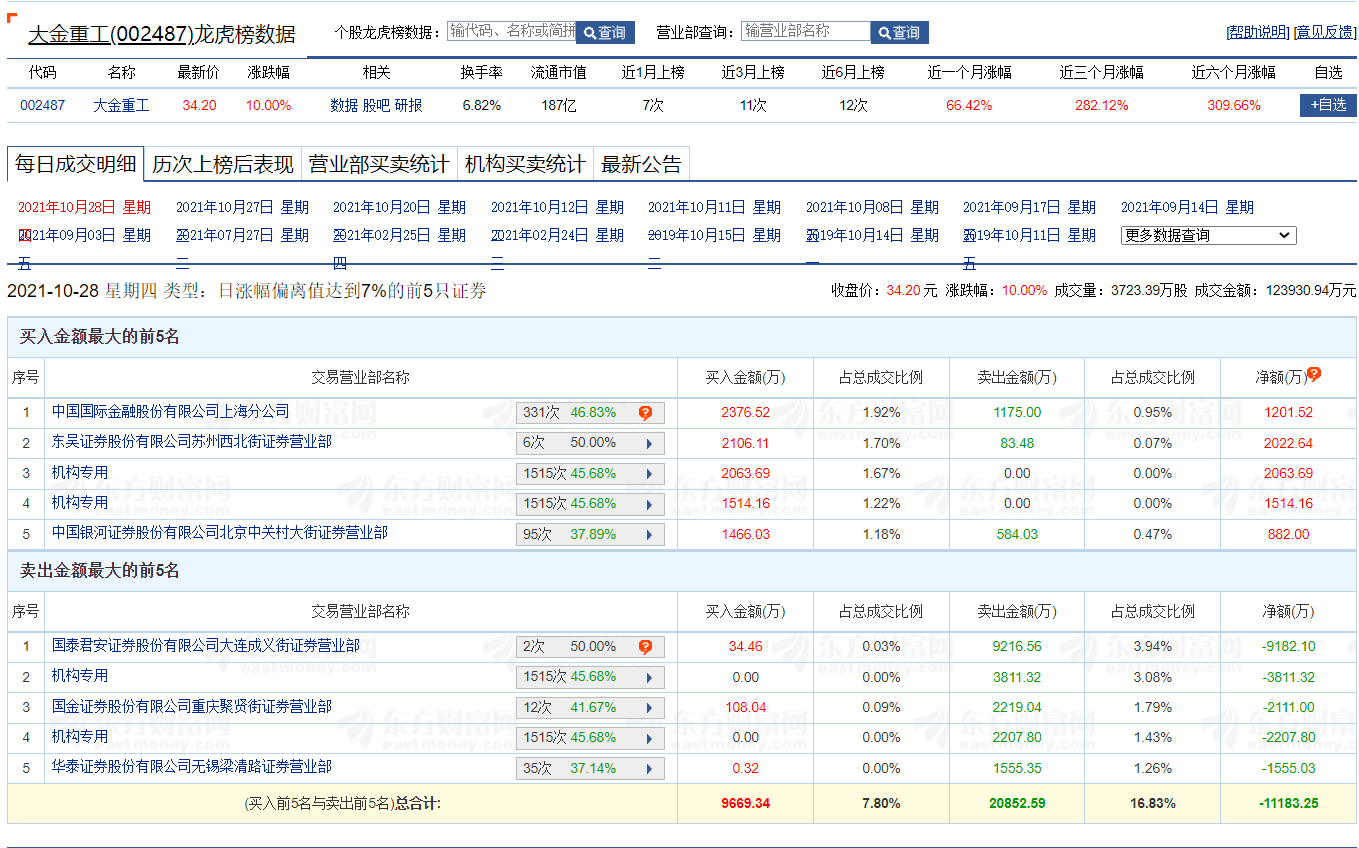 大金重工(002487)龙虎榜数据 个股龙虎榜数据： 输代码、名称或简拼 查询 营业部查询： 输营业部名称 查询 [帮助说明] [意见反馈]
代码 名称 最新价 涨跌幅 相关 换手率 流通市值 近1月上榜 近3月上榜 近6月上榜 近一个月涨幅 近三个月涨幅 近六个月涨幅 自选
002487 大金重工 34.20 10.00% 数据 股吧 研报 6.82% 187亿 7次 11次 12次 66.42% 282.12% 309.66% +自选
每日成交明细 历次上榜后表现 营业部买卖统计 机构买卖统计 最新公告
2021年10月28日 星期 2021年10月27日 星期 2021年10月20日 星期 2021年10月12日 星期 2021年10月11日 星期 2021年10月08日 星期 2021年09月17日 星期 2021年09月14日 星期
2021年09月03日 星期 2021年07月27日 星期 2021年02月25日 星期 2021年02月24日 星期 2019年10月15日 星期 2019年10月14日 星期 2019年10月11日 星期 更多数据查询
五 二 四 三 二 一 五
2021-10-28 星期四 类型：日涨幅偏离值达到7%的前5只证券 收盘价：34.20 元 涨跌幅：10.00% 成交量：3723.39万股 成交金额：123930.94万元
买入金额最大的前5名
序号 交易营业部名称 买入金额(万) 占总成交比例 卖出金额(万) 占总成交比例 净额(万)
1 中国国际金融股份有限公司上海分公司 331次 46.83% 2376.52 1.92% 1175.00 0.95% 1201.52
2 东吴证券股份有限公司苏州西北街证券营业部 6次 50.00% 2106.11 1.70% 83.48 0.07% 2022.64
3 机构专用 1515次 45.68% 2063.69 1.67% 0.00 0.00% 2063.69
4 机构专用 1515次 45.68% 1514.16 1.22% 0.00 0.00% 1514.16
5 中国银河证券股份有限公司北京中关村大街证券营业部 95次 37.89% 1466.03 1.18% 584.03 0.47% 882.00
卖出金额最大的前5名
序号 交易营业部名称 买入金额(万) 占总成交比例 卖出金额(万) 占总成交比例 净额(万)
1 国泰君安证券股份有限公司大连成义街证券营业部 2次 50.00% 34.46 0.03% 9216.56 3.94% -9182.10
2 机构专用 1515次 45.68% 0.00 0.00% 3811.32 3.08% -3811.32
3 国金证券股份有限公司重庆聚贤街证券营业部 12次 41.67% 108.04 0.09% 2219.04 1.79% -2111.00
4 机构专用 1515次 45.68% 0.00 0.00% 2207.80 1.43% -2207.80
5 华泰证券股份有限公司无锡梁清路证券营业部 35次 37.14% 0.32 0.00% 1555.35 1.26% -1555.03
(买入前5名与卖出前5名)总合计: 9669.34 7.80% 20852.59 16.83% -11183.25